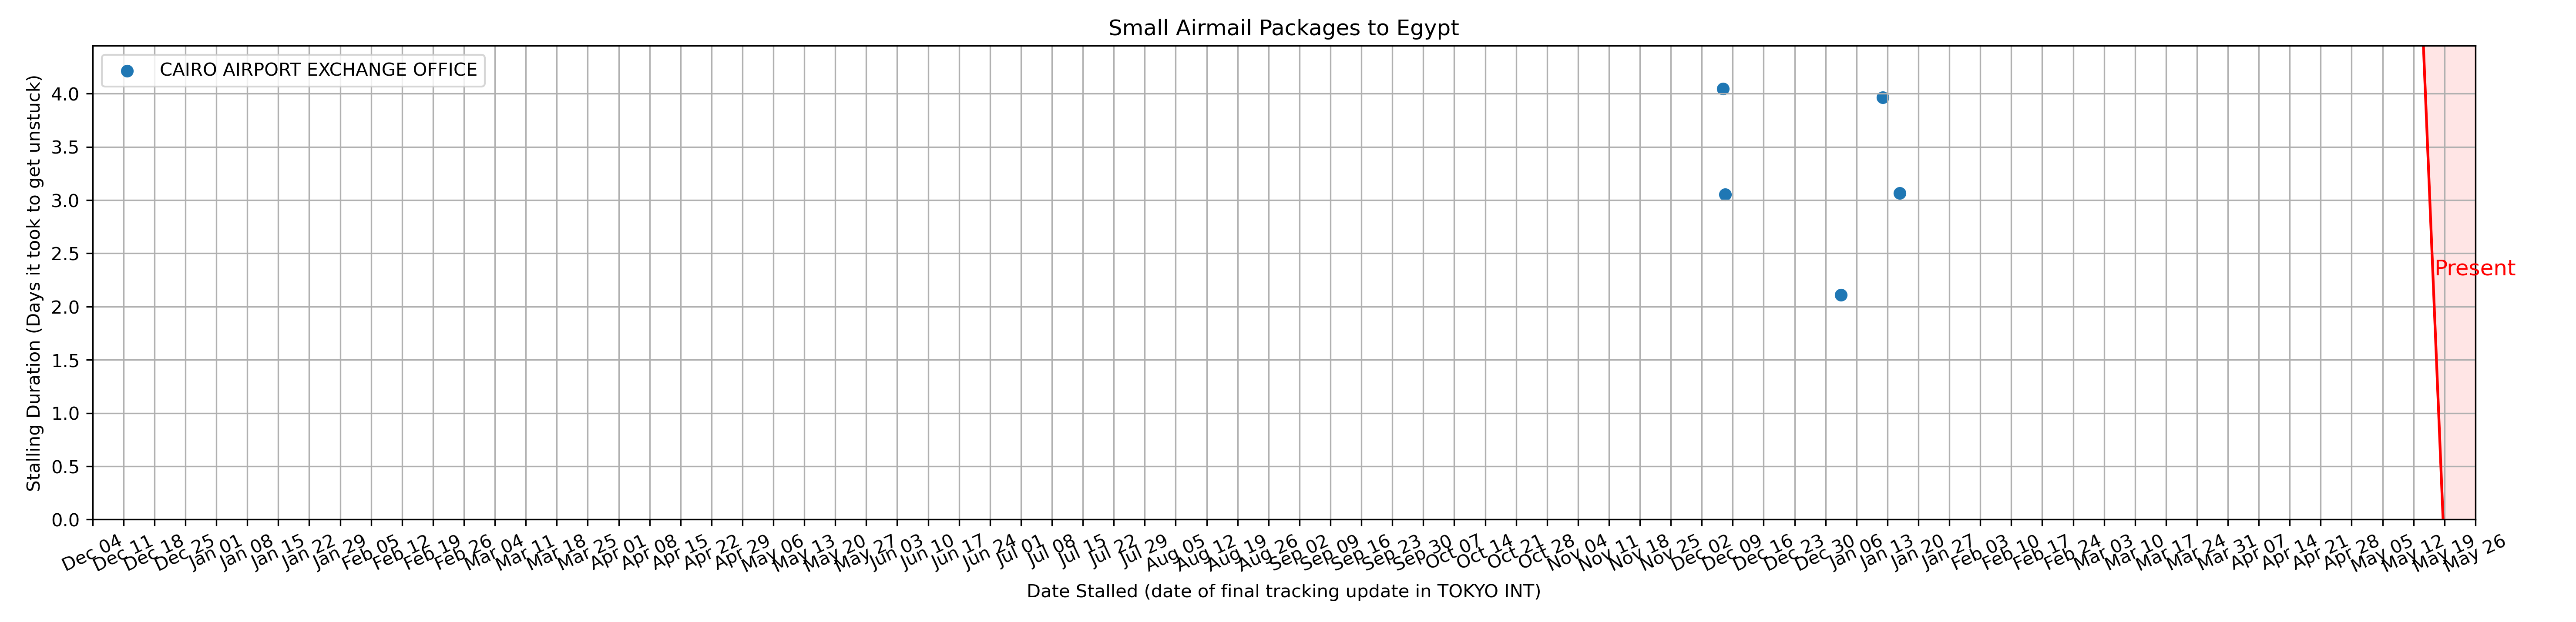 Small Airmail Packages to Egypt
CAIRO AIRPORT EXCHANGE OFFICE
Stalling Duration (Days it took to get unstuck)
4.0
3.5
3.0
2.5
2.0
1.5
1.0
0.5
0.0
Present
Dec 04
Dec 11
Dec 18
Dec 25
Jan 01
Jan 08
Jan 15
Jan 22
Jan 29
Feb 05
Feb 12
Feb 19
Feb 26
Mar 04
Mar 11
Mar 18
Mar 25
Apr 01
Apr 08
Apr 15
Apr 22
Apr 29
May 06
May 13
May 20
May 27
Jun 03
Jun 10
Jun 17
Jun 24
Jul 01
Jul 08
Jul 15
Jul 22
Jul 29
Aug 05
Aug 12
Aug 19
Aug 26
Sep 02
Sep 09
Sep 16
Sep 23
Sep 30
Oct 07
Oct 14
Oct 21
Oct 28
Nov 04
Nov 11
Nov 18
Nov 25
Dec 02
Dec 09
Dec 16
Dec 23
Dec 30
Jan 06
Jan 13
Jan 20
Jan 27
Feb 03
Feb 10
Feb 17
Feb 24
Mar 03
Mar 10
Mar 17
Mar 24
Mar 31
Apr 07
Apr 14
Apr 21
Apr 28
May 05
May 12
May 19
May 26
Date Stalled (date of final tracking update in TOKYO INT)